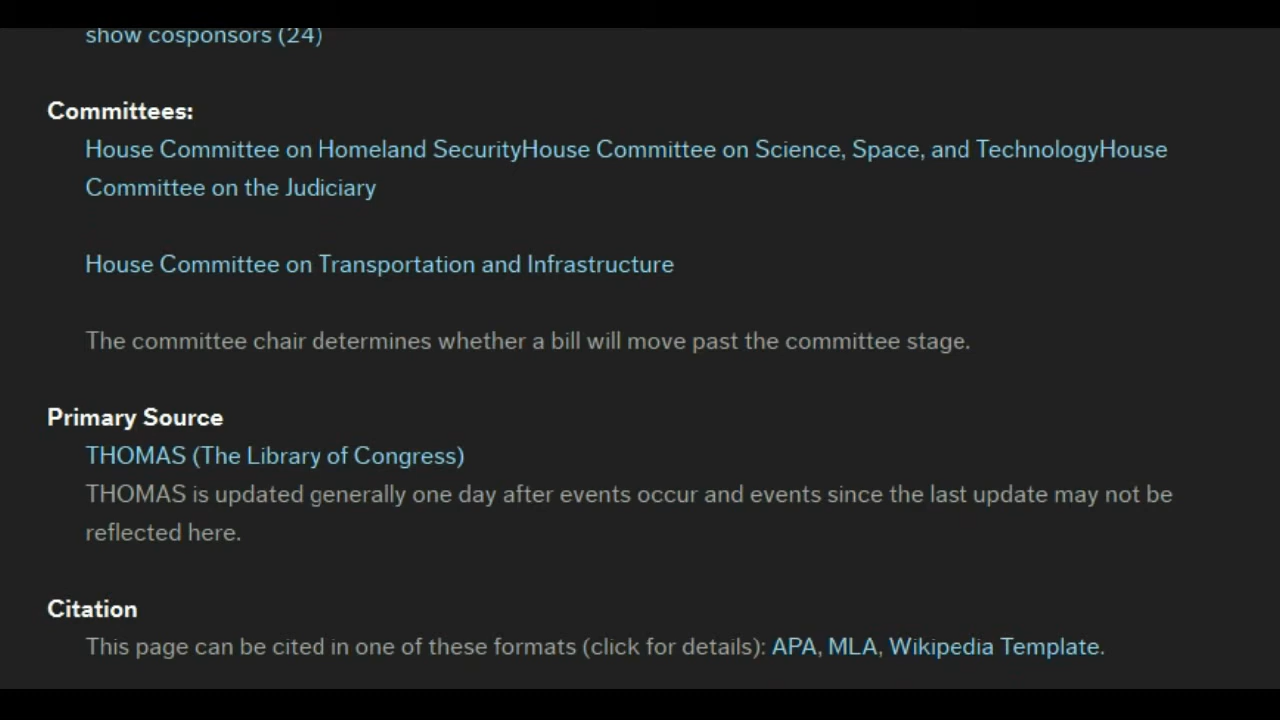 show cosponsors (24)
Committees:
House Committee on Homeland SecurityHouse Committee on Science, Space, and TechnologyHouse
Committee on the Judiciary
House Committee on Transportation and Infrastructure
The committee chair determines whether a bill will move past the committee stage.
Primary Source
THOMAS (The Library of Congress)
THOMAS is updated generally one day after events occur and events since the last update may not be
reflected here.
Citation
This page can be cited in one of these formats (click for details): APA, MLA, Wikipedia Template.